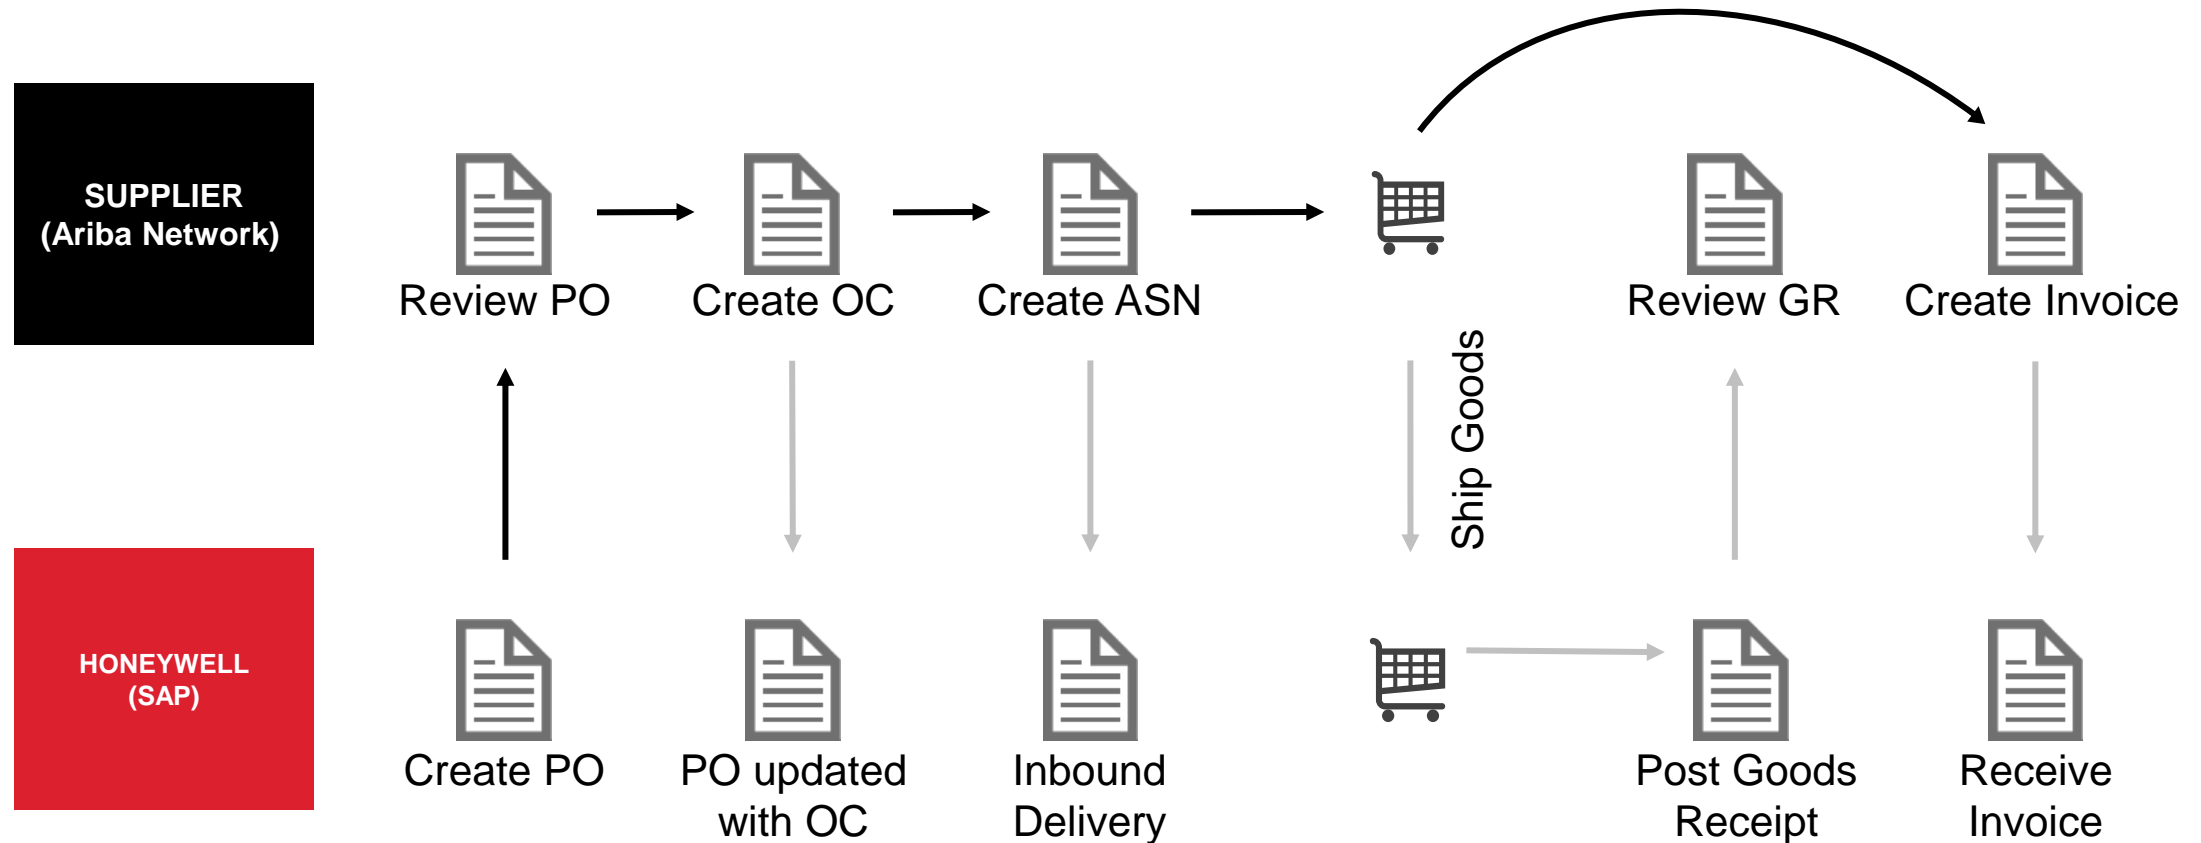 SUPPLIER
(Ariba Network)
Review PO
Create OC
Create ASN
Ship Goods
Review GR
Create Invoice
HONEYWELL
(SAP)
Create PO
PO updated
with OC
Inbound
Delivery
Post Goods
Receipt
Receive
Invoice